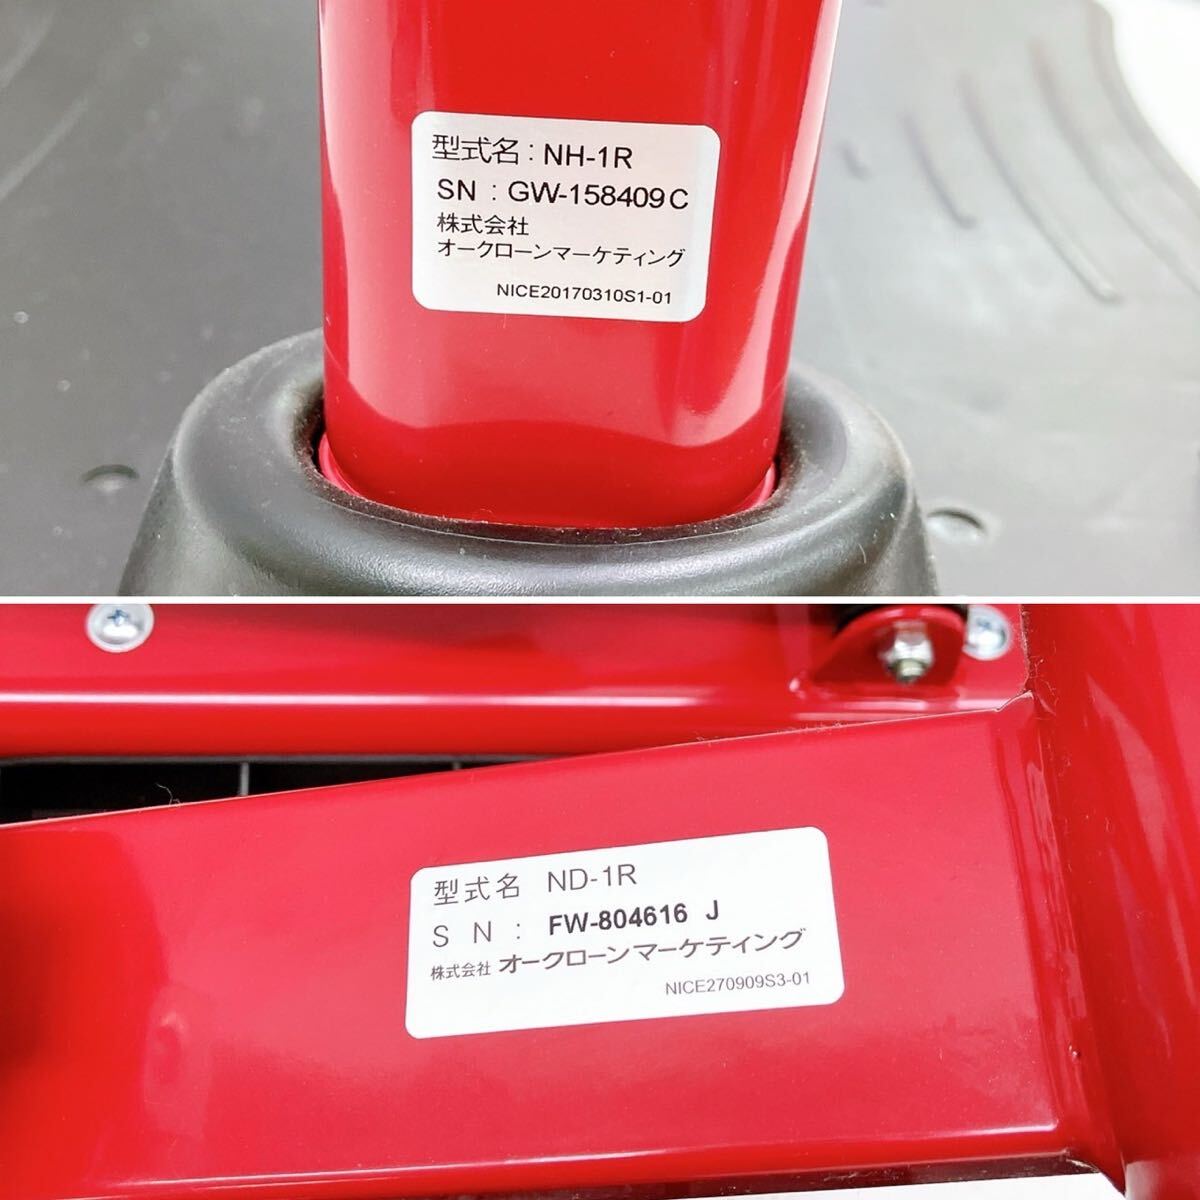 型式名：NH-1R
SN：GW-158409C
株式会社
オークローンマーケティング
NICE20170310S1-01
型式名 ND-1R
SN：FW-804616 J
株式会社 オークローンマーケティング
NICE270909S3-01